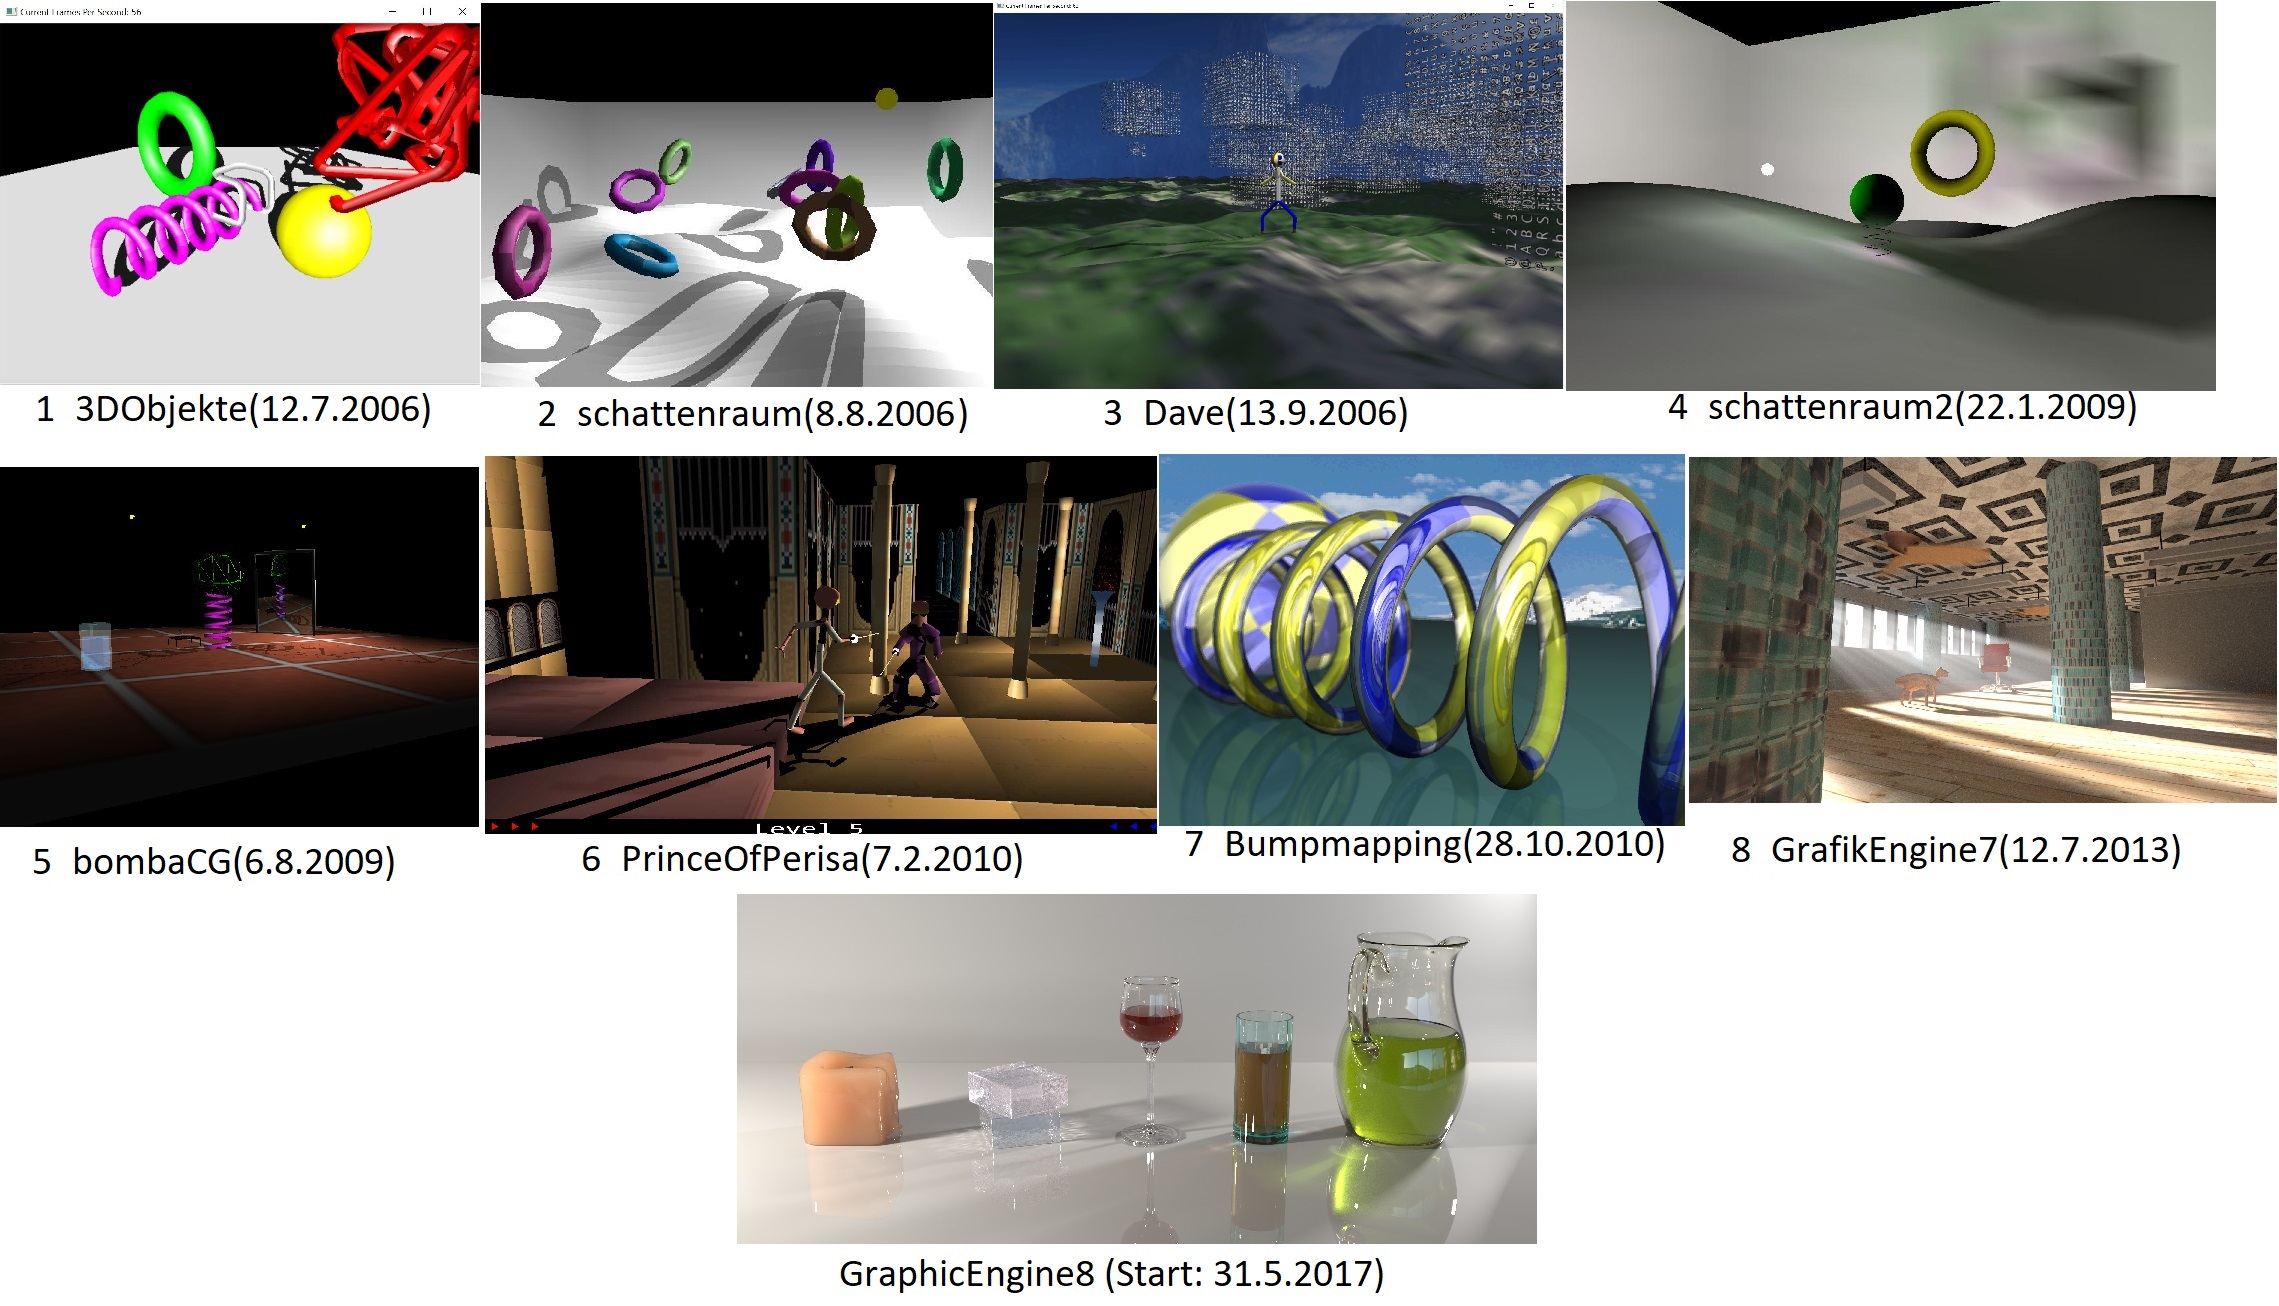 Current Frames Per Second: 56
1 3DObjekte(12.7.2006)
2 schattenraum(8.8.2006)
3 Dave(13.9.2006)
4 schattenraum2(22.1.2009)
Level 5
5 bombaCG(6.8.2009)
6 PrinceOfPerisa(7.2.2010)
7 Bumpmapping(28.10.2010)
8 GrafikEngine7(12.7.2013)
GraphicEngine8 (Start: 31.5.2017)